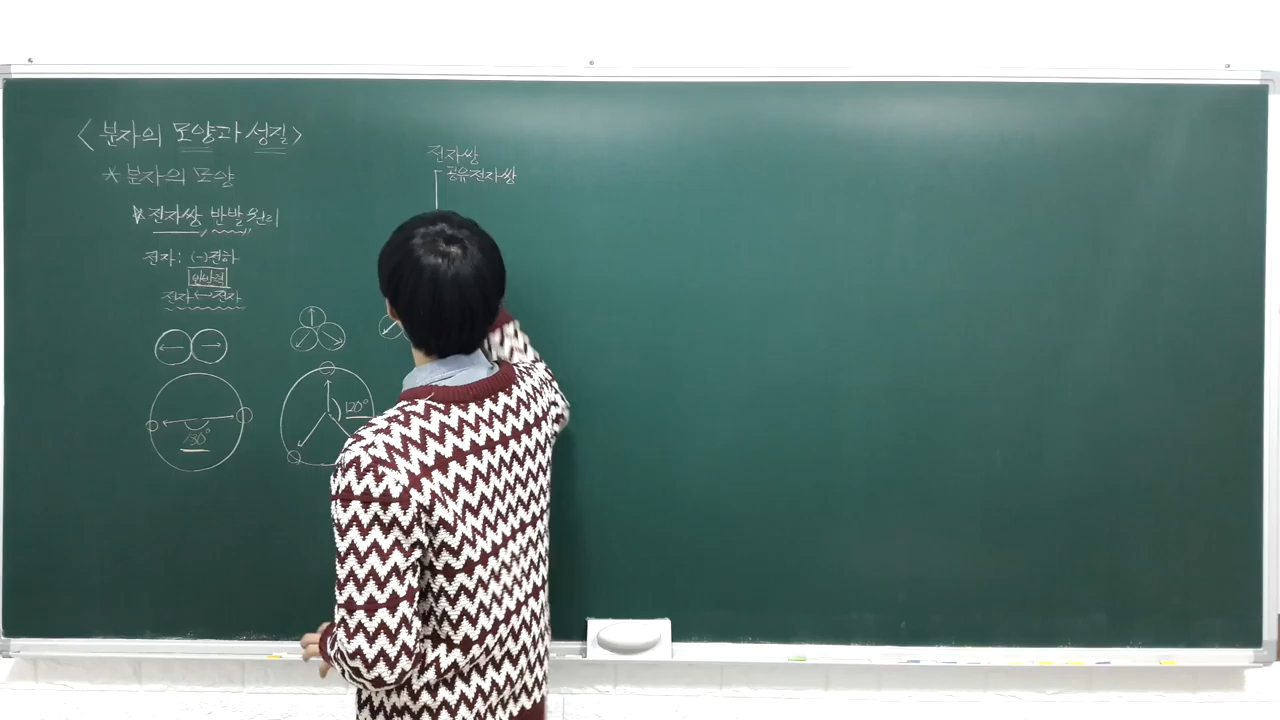 <분자의 모양과 성질>
* 분자의 모양
전자쌍 반발 원리
전자 : (-)전하
반발력
전자 ↔ 전자
180°
120°
전자쌍
공유전자쌍